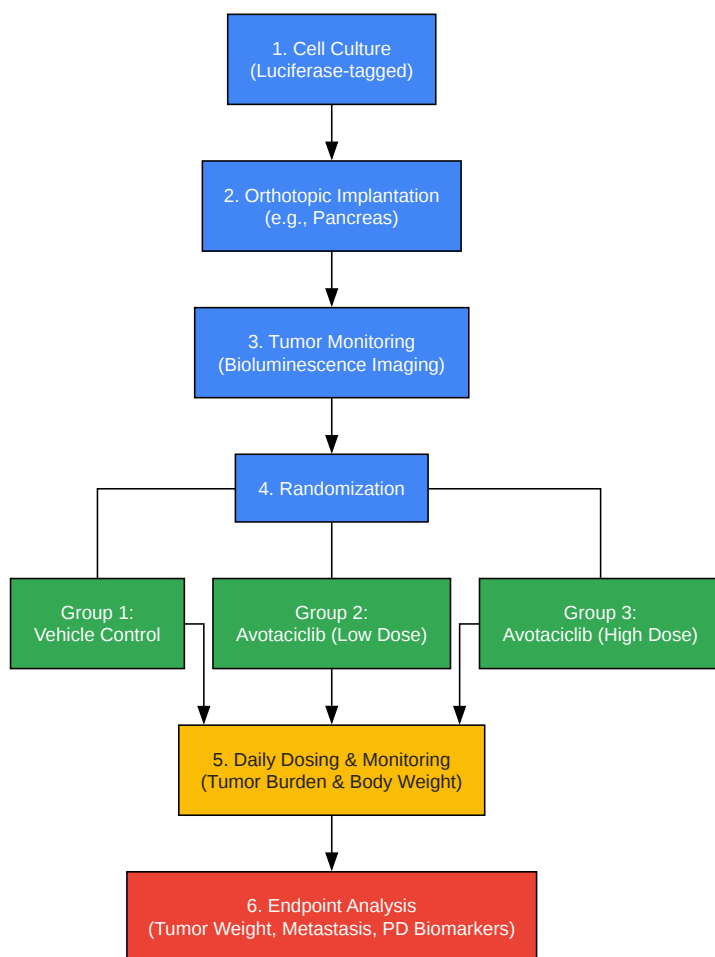 1. Cell Culture
(Luciferase-tagged)
2. Orthotopic Implantation
(e.g., Pancreas)
3. Tumor Monitoring
(Bioluminescence Imaging)
4. Randomization
Group 1:
Vehicle Control
Group 2:
Avotaciclib (Low Dose)
Group 3:
Avotaciclib (High Dose)
5. Daily Dosing & Monitoring
(Tumor Burden & Body Weight)
6. Endpoint Analysis
(Tumor Weight, Metastasis, PD Biomarkers)